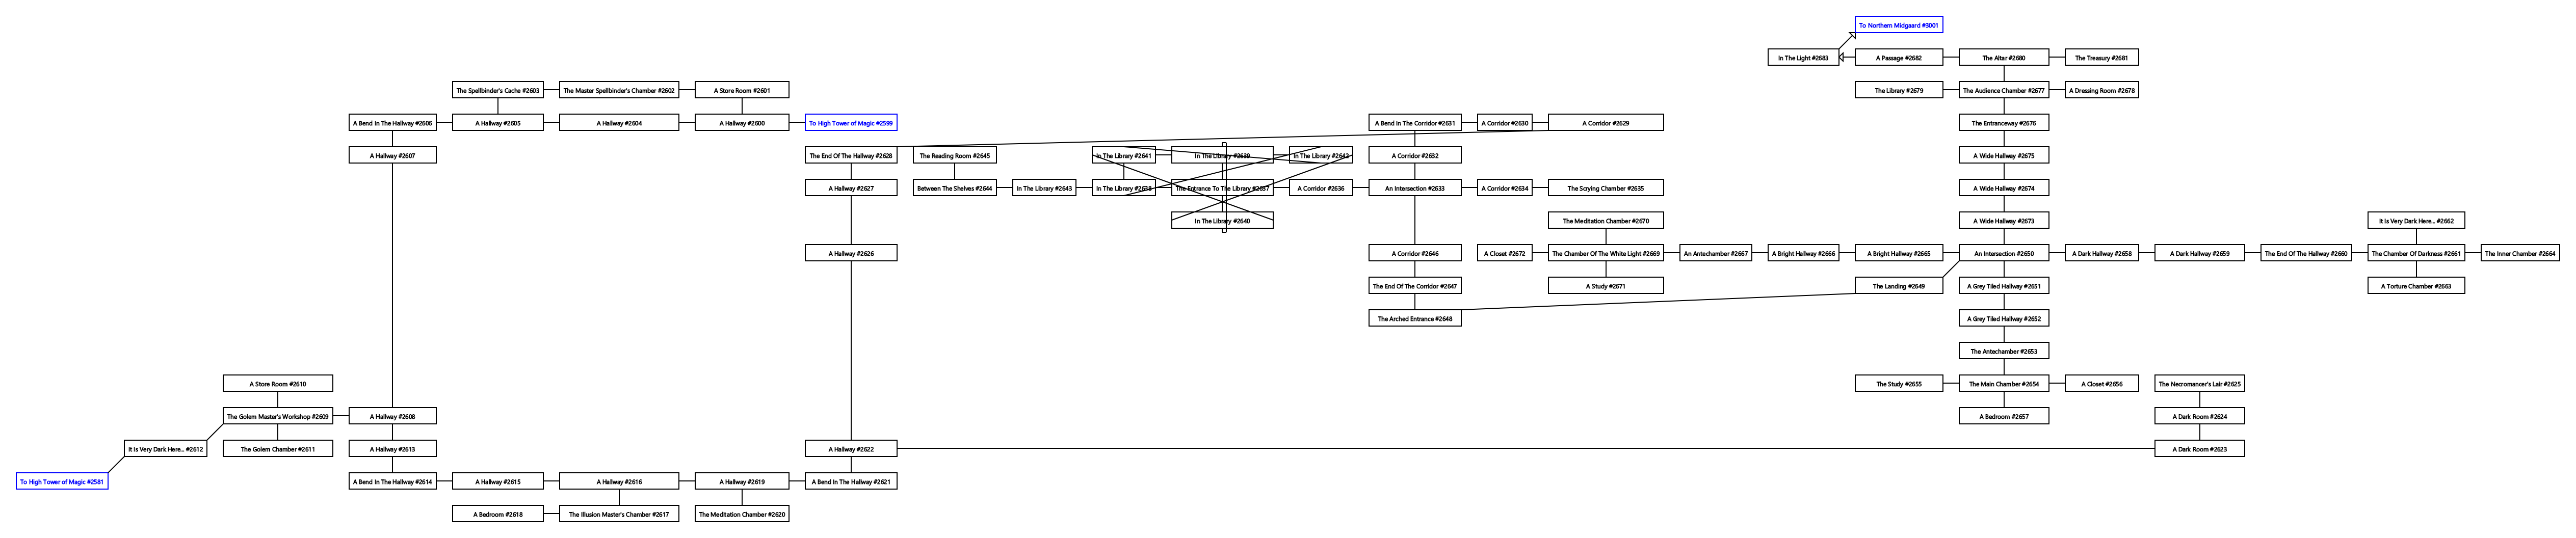 To Northern Midgaard #3001
In The Light #2683
A Passage #2682
The Altar #2680
The Treasury #2681
The Spellbinder's Cache #2603
The Master Spellbinder's Chamber #2602
A Store Room #2601
The Library #2679
The Audience Chamber #2677
A Dressing Room #2678
A Bend In The Hallway #2606
A Hallway #2605
A Hallway #2604
A Hallway #2600
To High Tower of Magic #2599
A Bend In The Corridor #2631
A Corridor #2630
A Corridor #2629
The Entranceway #2676
A Hallway #2607
The End Of The Hallway #2628
The Reading Room #2645
In The Library #2641
In The Library #2639
In The Library #2642
A Corridor #2632
A Wide Hallway #2675
A Hallway #2627
Between The Shelves #2644
In The Library #2643
In The Library #2638
The Entrance To The Library #2637
A Corridor #2636
An Intersection #2633
A Corridor #2634
The Scrying Chamber #2635
A Wide Hallway #2674
In The Library #2640
The Meditation Chamber #2670
A Wide Hallway #2673
It Is Very Dark Here... #2662
A Hallway #2626
A Corridor #2646
A Closet #2672
The Chamber Of The White Light #2669
An Antechamber #2667
A Bright Hallway #2666
A Bright Hallway #2665
An Intersection #2650
A Dark Hallway #2658
A Dark Hallway #2659
The End Of The Hallway #2660
The Chamber Of Darkness #2661
The Inner Chamber #2664
The End Of The Corridor #2647
A Study #2671
The Landing #2649
A Grey Tiled Hallway #2651
A Torture Chamber #2663
The Arched Entrance #2648
A Grey Tiled Hallway #2652
The Antechamber #2653
A Store Room #2610
The Study #2655
The Main Chamber #2654
A Closet #2656
The Necromancer's Lair #2625
The Golem Master's Workshop #2609
A Hallway #2608
A Bedroom #2657
A Dark Room #2624
It Is Very Dark Here... #2612
The Golem Chamber #2611
A Hallway #2613
A Hallway #2622
A Dark Room #2623
To High Tower of Magic #2581
A Bend In The Hallway #2614
A Hallway #2615
A Hallway #2616
A Hallway #2619
A Bend In The Hallway #2621
A Bedroom #2618
The Illusion Master's Chamber #2617
The Meditation Chamber #2620